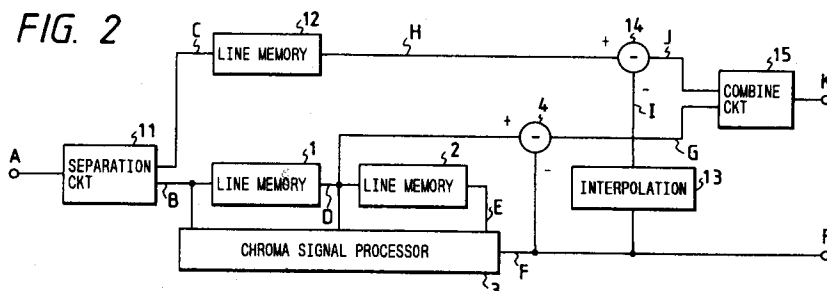 FIG. 2
C
12
LINE MEMORY
H
+
14
-
J
15
COMBINE
CKT
K
-
I
+
4
-
G
-
A
11
SEPARATION
CKT
B
1
LINE MEMORY
D
2
LINE MEMORY
E
INTERPOLATION
13
CHROMA SIGNAL PROCESSOR
3
F
F